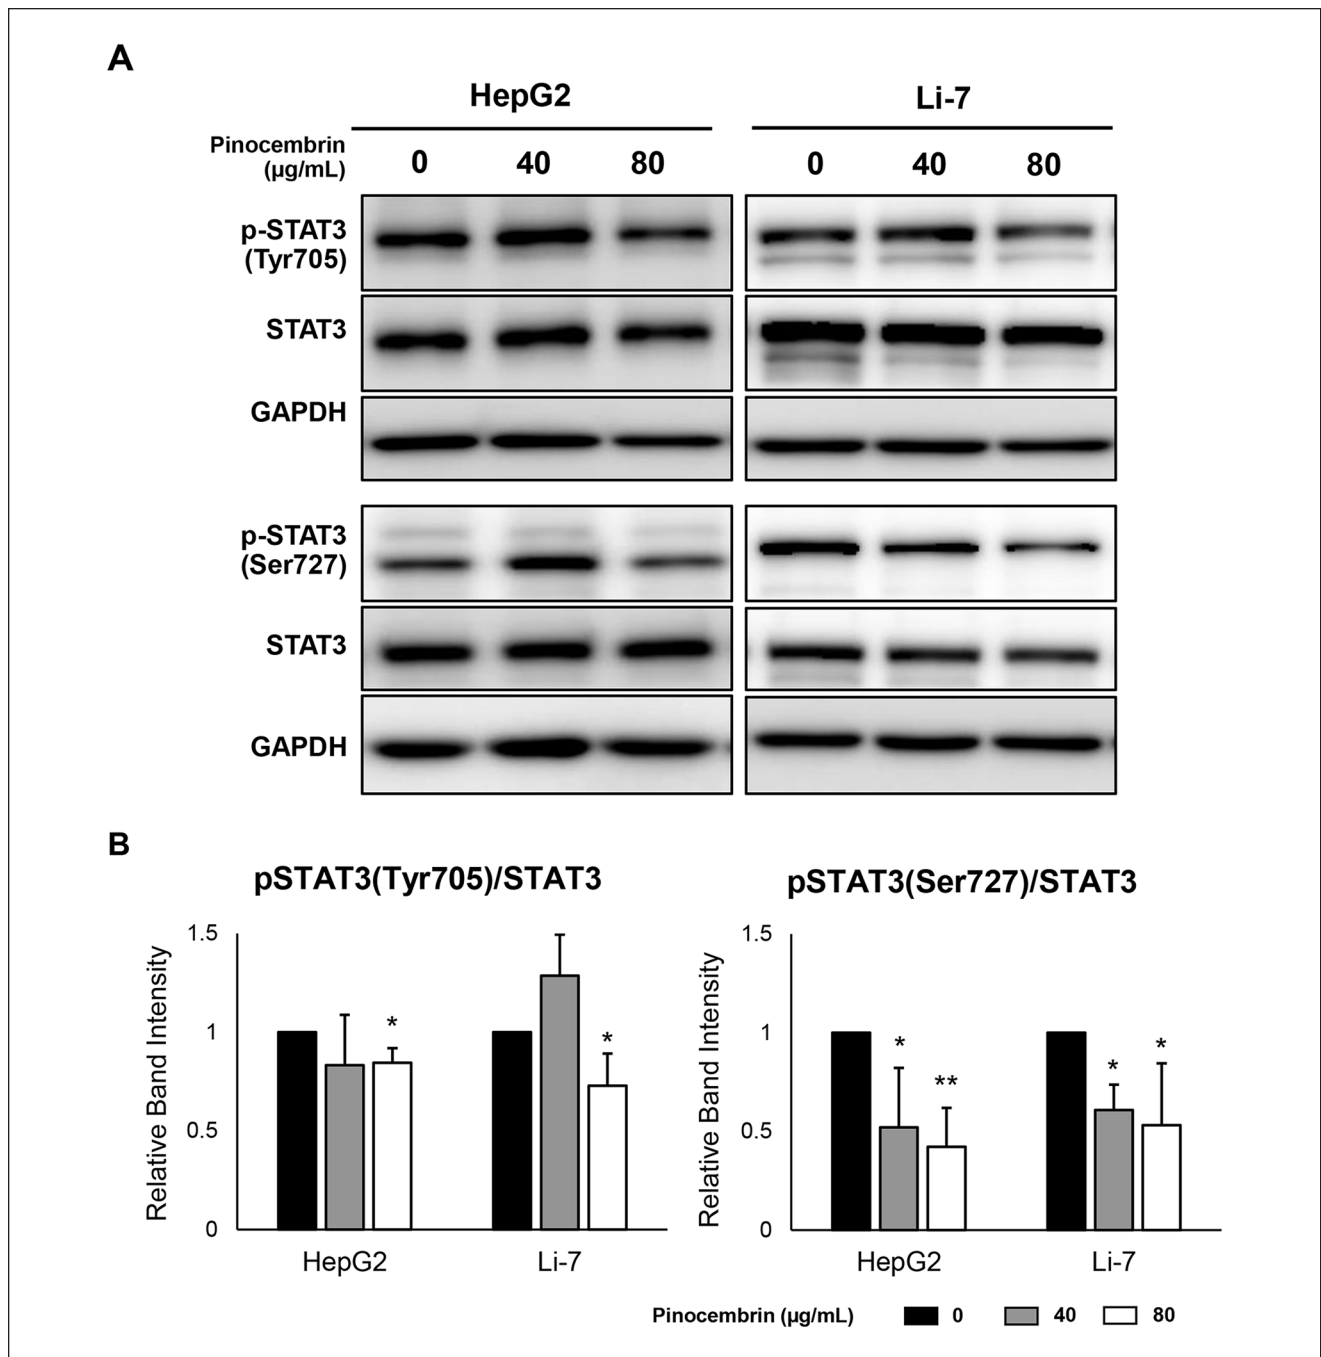 A
HepG2
Li-7
Pinocembrin
(µg/mL)
0 40 80
0 40 80
p-STAT3
(Tyr705)
STAT3
GAPDH
p-STAT3
(Ser727)
STAT3
GAPDH
B
pSTAT3(Tyr705)/STAT3
Relative Band Intensity
1.5
1
0.5
0
*
*
HepG2
Li-7
pSTAT3(Ser727)/STAT3
Relative Band Intensity
1.5
1
0.5
0
*
**
*
*
HepG2
Li-7
Pinocembrin (µg/mL) 0 40 80